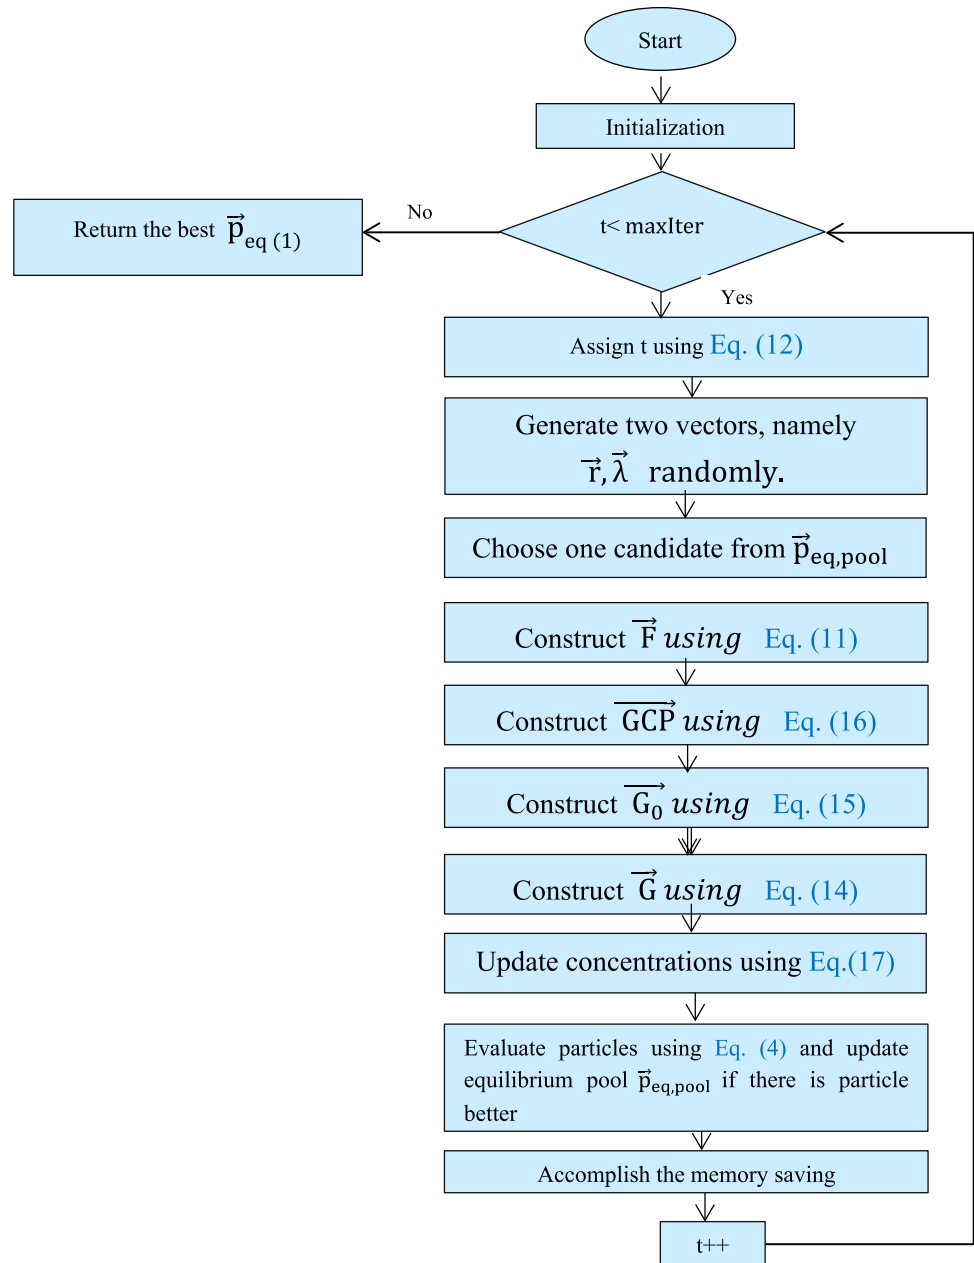 Start
Initialization
t< maxIter
No
Return the best p⃗eq (1)
Yes
Assign t using Eq. (12)
Generate two vectors, namely
r⃗, λ⃗ randomly.
Choose one candidate from p⃗eq,pool
Construct F⃗ using Eq. (11)
Construct GCP⃗ using Eq. (16)
Construct G₀⃗ using Eq. (15)
Construct G⃗ using Eq. (14)
Update concentrations using Eq.(17)
Evaluate particles using Eq. (4) and update
equilibrium pool p⃗eq,pool if there is particle
better
Accomplish the memory saving
t++